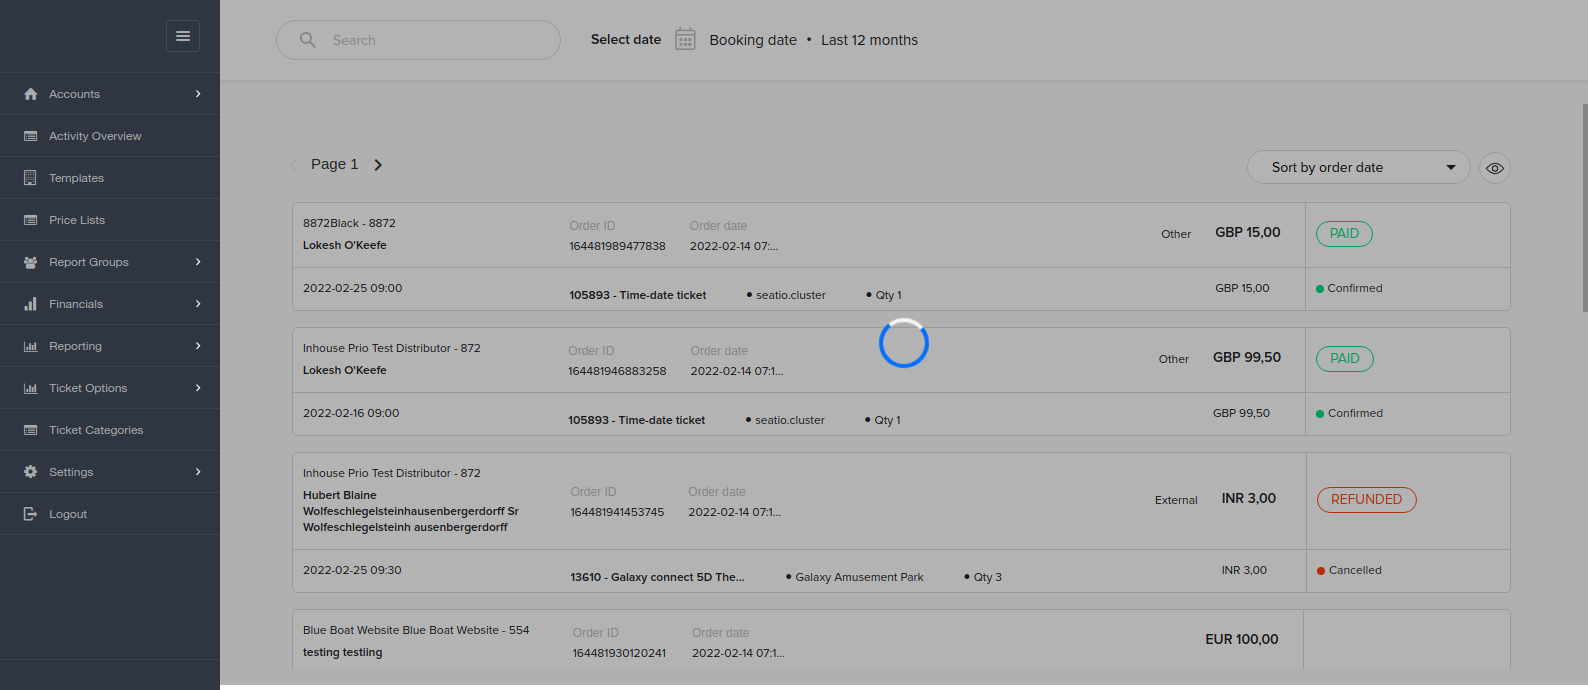 Search
Select date Booking date • Last 12 months
Accounts
Activity Overview
Templates
Price Lists
Report Groups
Financials
Reporting
Ticket Options
Ticket Categories
Settings
Logout
Page 1
Sort by order date
8872Black - 8872
Lokesh O'Keefe
Order ID
164481989477838
Order date
2022-02-14 07:...
Other GBP 15,00 PAID
2022-02-25 09:00 105893 - Time-date ticket • seatio.cluster • Qty 1 GBP 15,00 Confirmed
Inhouse Prio Test Distributor - 872
Lokesh O'Keefe
Order ID
164481946883258
Order date
2022-02-14 07:1...
Other GBP 99,50 PAID
2022-02-16 09:00 105893 - Time-date ticket • seatio.cluster • Qty 1 GBP 99,50 Confirmed
Inhouse Prio Test Distributor - 872
Hubert Blaine
Wolfeschlegelsteinhausenbergerdorff Sr
Wolfeschlegelsteinh ausenbergerdorff
Order ID
164481941453745
Order date
2022-02-14 07:1...
External INR 3,00 REFUNDED
2022-02-25 09:30 13610 - Galaxy connect 5D The... • Galaxy Amusement Park • Qty 3 INR 3,00 Cancelled
Blue Boat Website Blue Boat Website - 554
testing testiing
Order ID
164481930120241
Order date
2022-02-14 07:1...
EUR 100,00